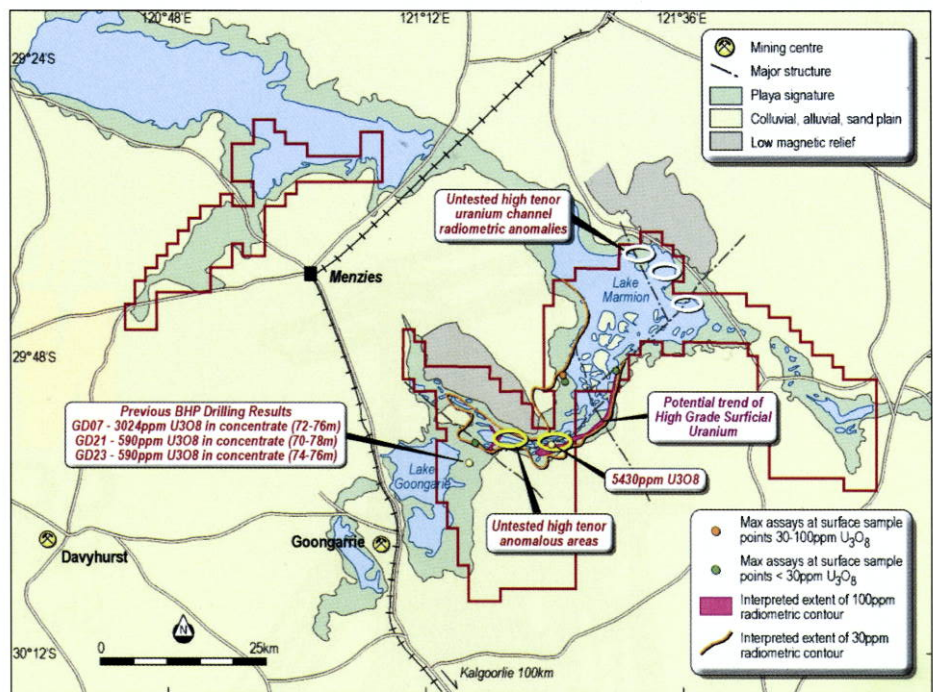 120°48'E
121°12'E
121°36'E
29°24'S
Mining centre
Major structure
Playa signature
Colluvial, alluvial, sand plain
Low magnetic relief
Untested high tenor
uranium channel
radiometric anomalies
Menzies
Lake
Marmion
29°48'S
Previous BHP Drilling Results
GD07 - 3024ppm U3O8 in concentrate (72-76m)
GD21 - 590ppm U3O8 in concentrate (70-78m)
GD23 - 590ppm U3O8 in concentrate (74-76m)
Potential trend of
High Grade Surficial
Uranium
Lake
Goongarie
5430ppm U3O8
Untested high tenor
anomalous areas
Davyhurst
Goongarrie
Max assays at surface sample
points 30-100ppm U₃O₈
Max assays at surface sample
points < 30ppm U₃O₈
Interpreted extent of 100ppm
radiometric contour
Interpreted extent of 30ppm
radiometric contour
N
0 25km
30°12'S
Kalgoorlie 100km